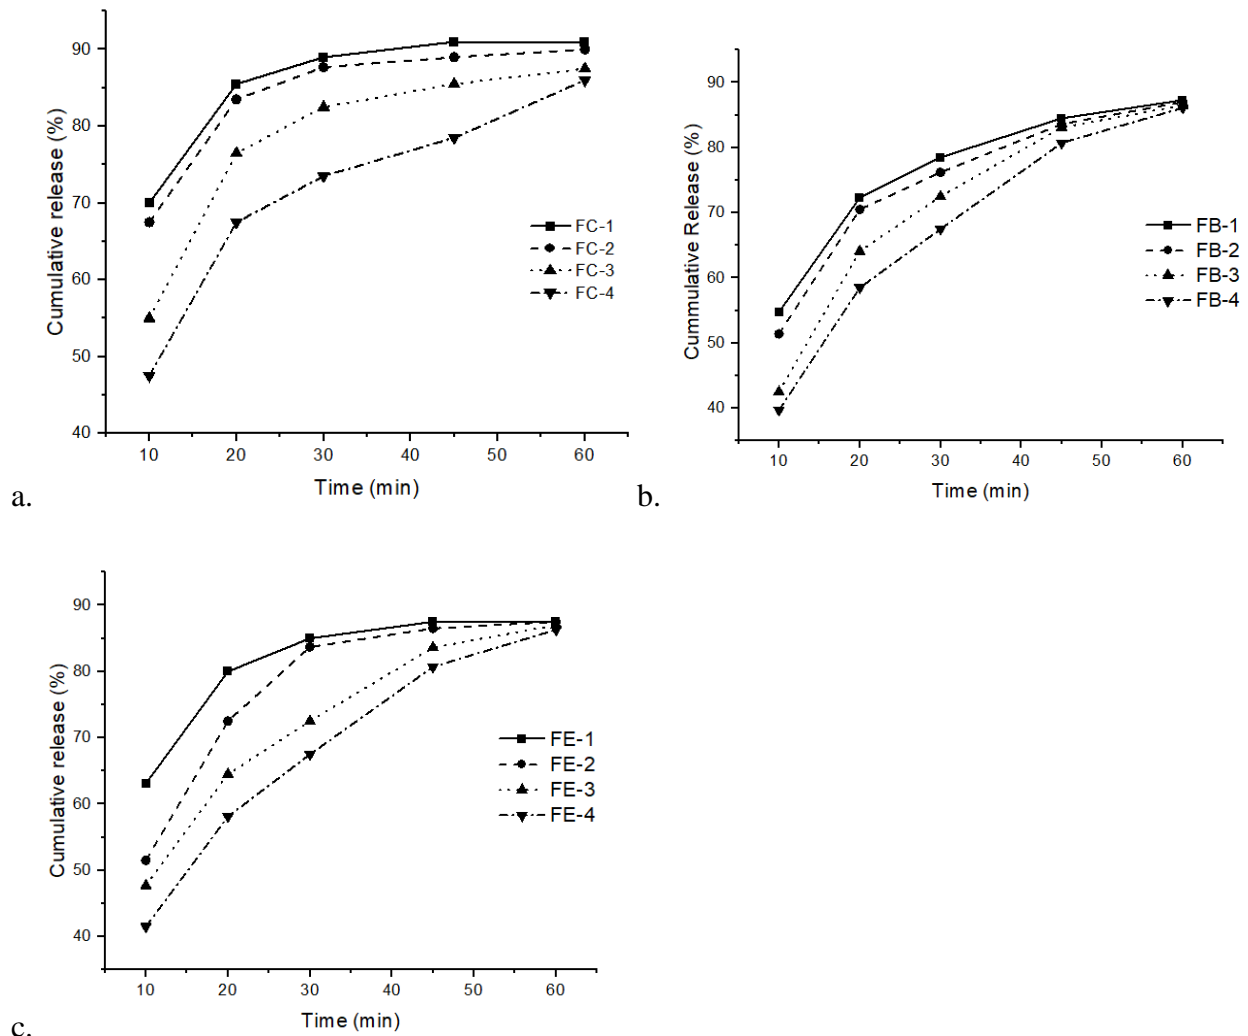 90
80
70
60
50
40
Cumulative release (%)
FC-1
FC-2
FC-3
FC-4
10 20 30 40 50 60
Time (min)
a.
90
80
70
60
50
40
Cummulative Release (%)
FB-1
FB-2
FB-3
FB-4
10 20 30 40 50 60
Time (min)
b.
90
80
70
60
50
40
Cumulative release (%)
FE-1
FE-2
FE-3
FE-4
10 20 30 40 50 60
Time (min)
c.